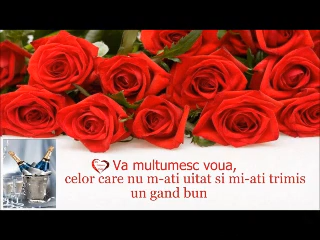 Va multumesc voua,
celor care nu m-ati uitat si mi-ati trimis
un gand bun